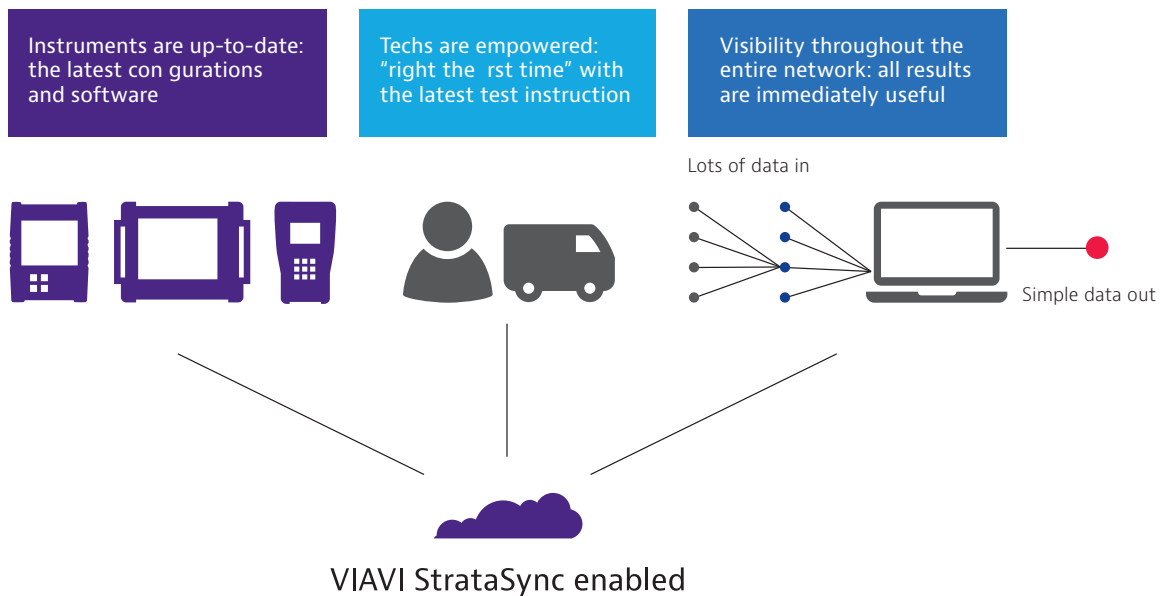 Instruments are up-to-date:
the latest con gurations
and software
Techs are empowered:
“right the rst time” with
the latest test instruction
Visibility throughout the
entire network: all results
are immediately useful
Lots of data in
Simple data out
VIAVI StrataSync enabled